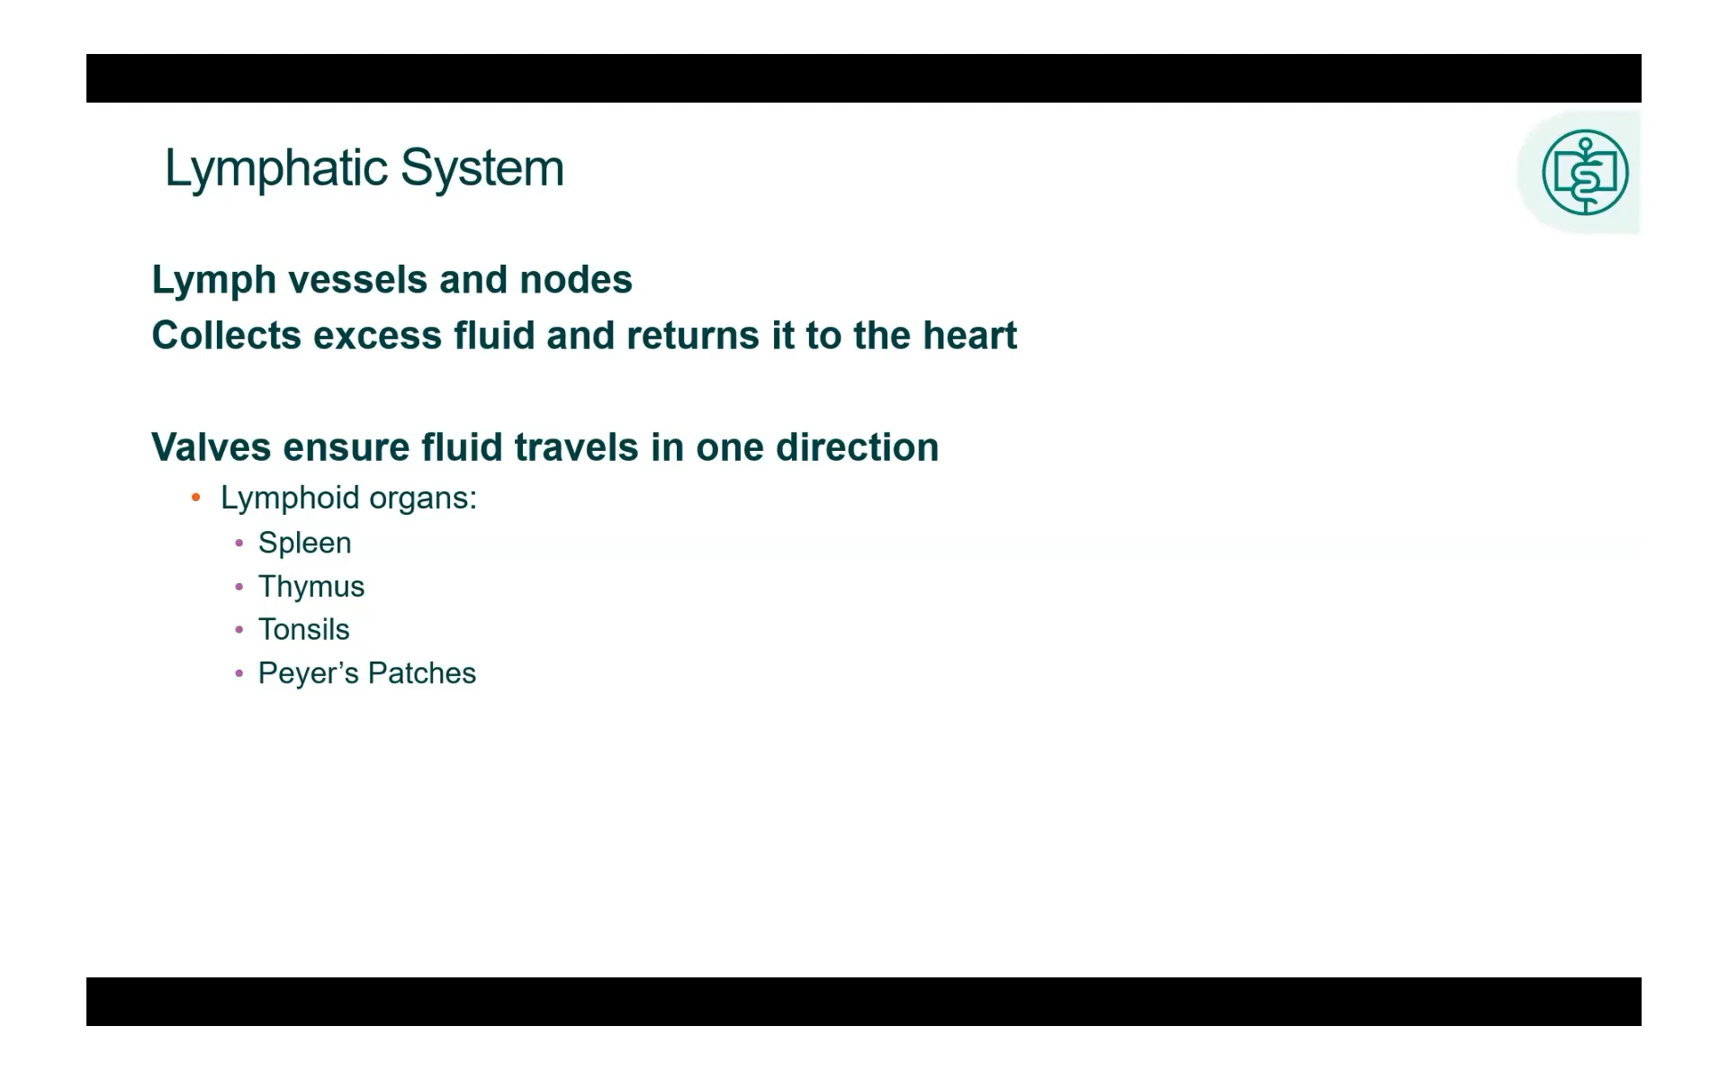 Lymphatic System
Lymph vessels and nodes
Collects excess fluid and returns it to the heart
Valves ensure fluid travels in one direction
• Lymphoid organs:
• Spleen
• Thymus
• Tonsils
• Peyer’s Patches